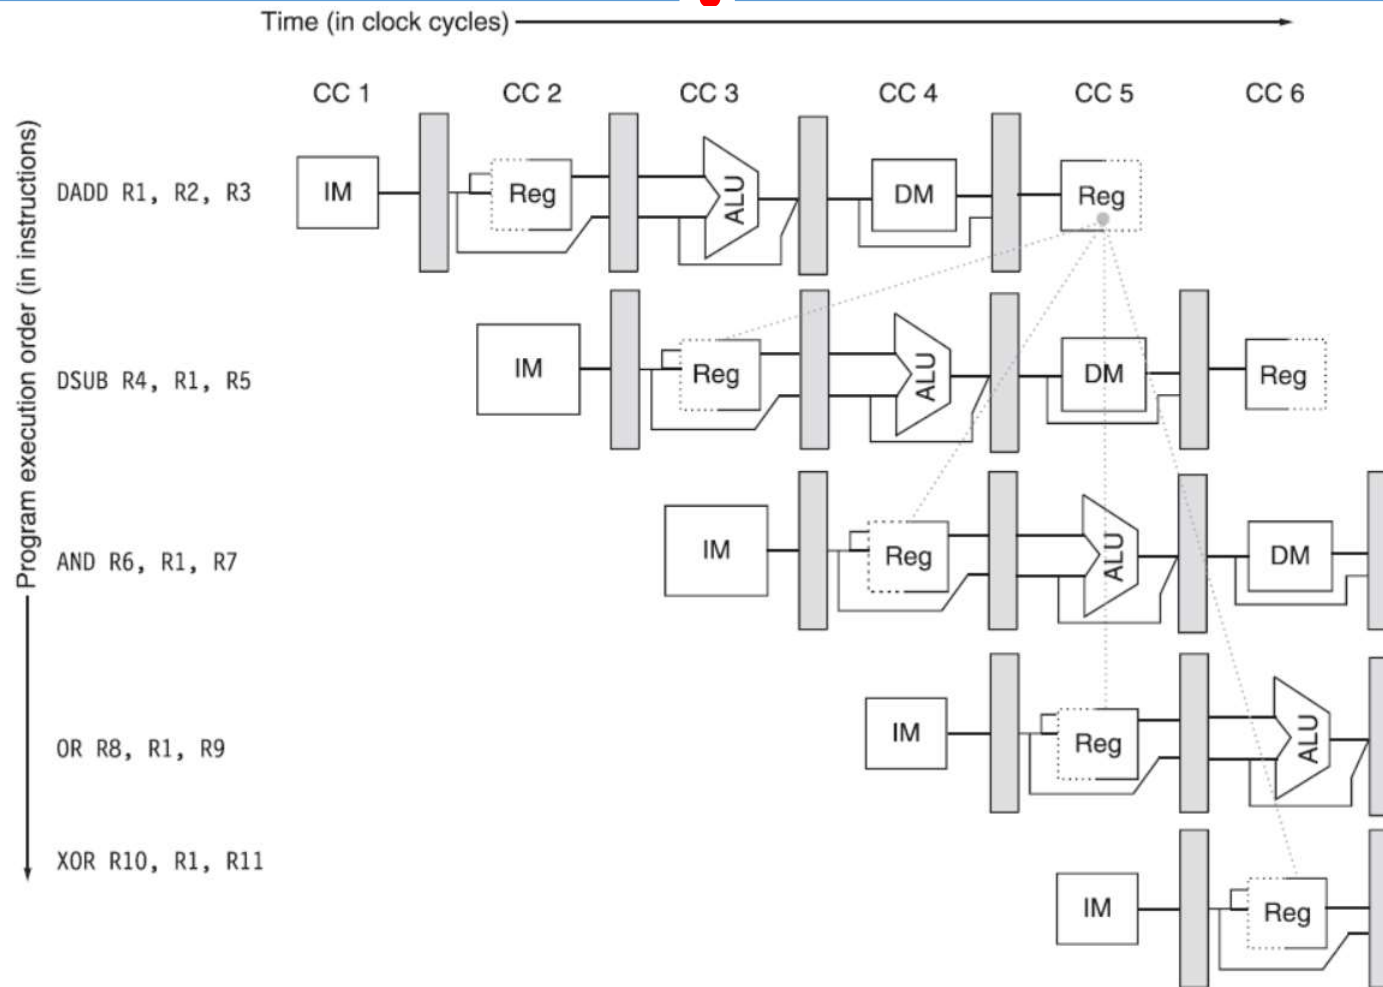 Time (in clock cycles)
CC 1 CC 2 CC 3 CC 4 CC 5 CC 6
Program execution order (in instructions)
DADD R1, R2, R3
IM Reg ALU DM Reg
DSUB R4, R1, R5
IM Reg ALU DM Reg
AND R6, R1, R7
IM Reg ALU DM
OR R8, R1, R9
IM Reg ALU
XOR R10, R1, R11
IM Reg